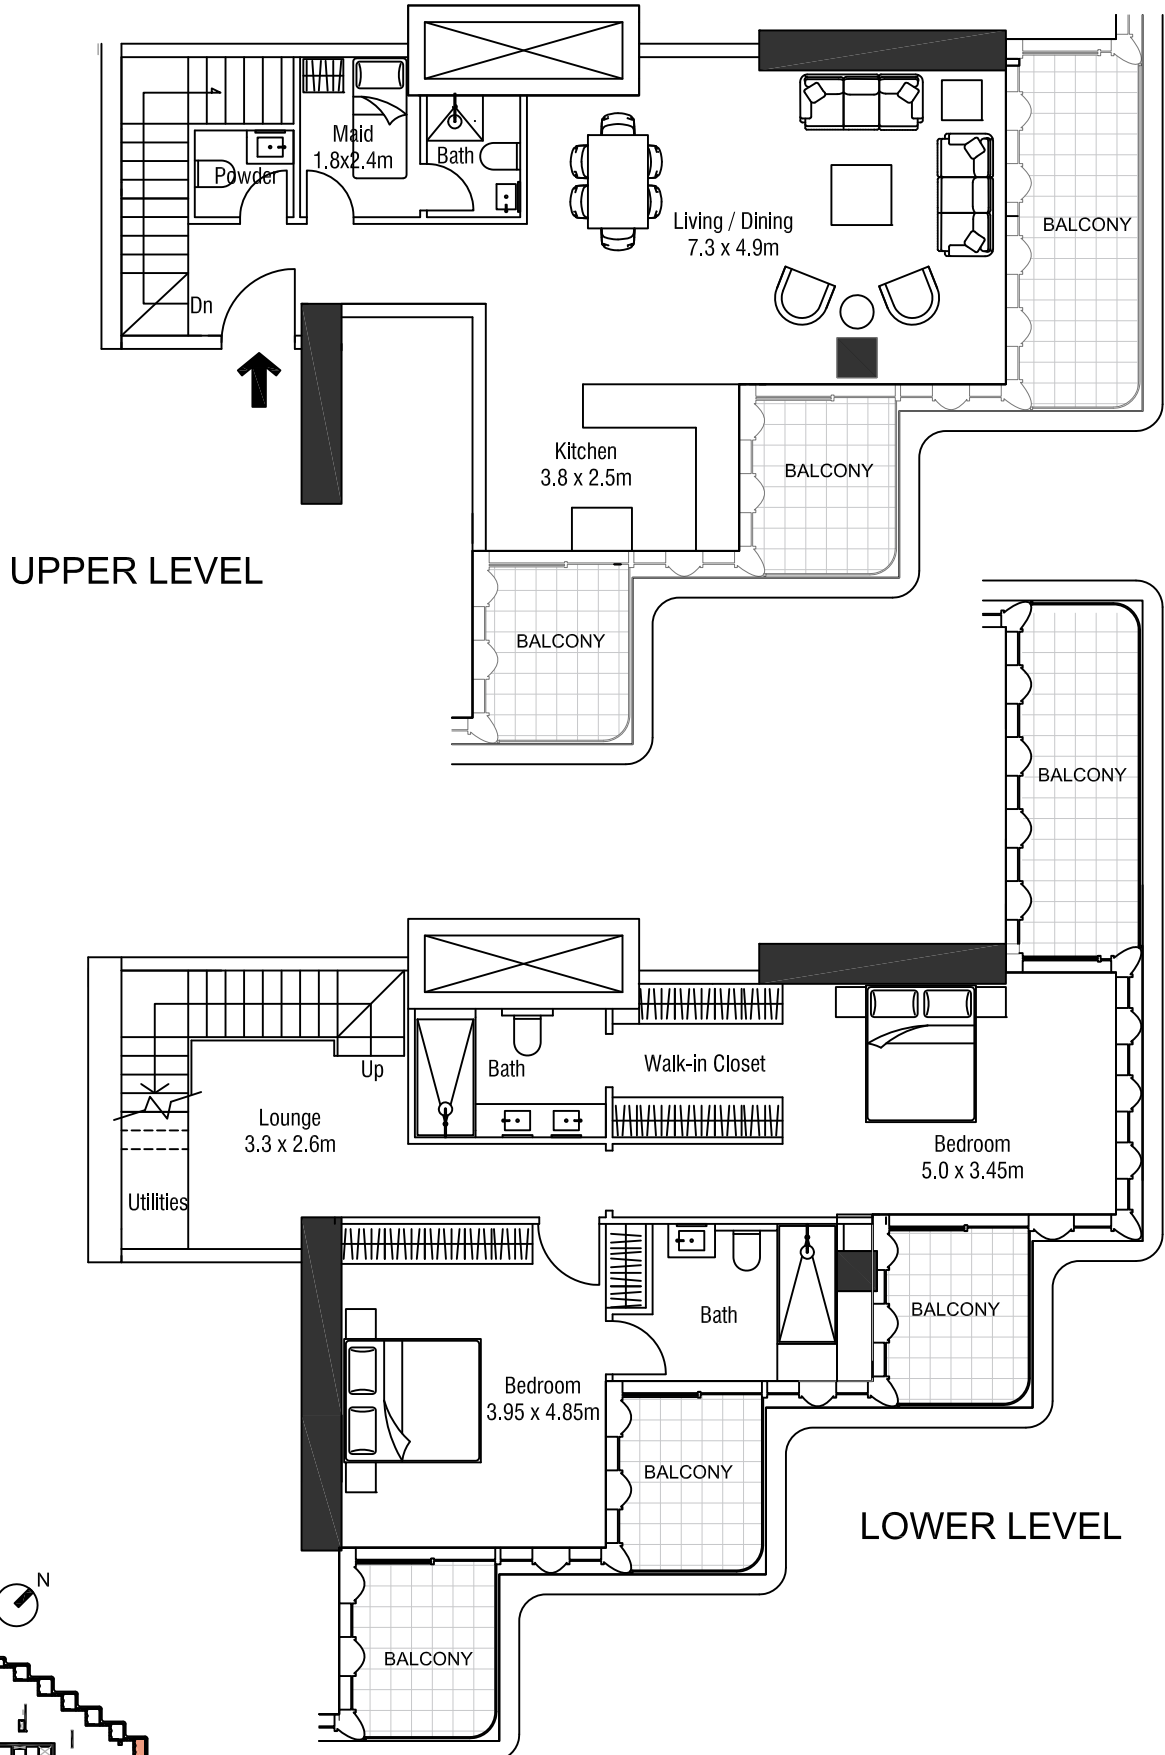 Maid
1.8x2.4m
Bath
Powder
Living / Dining
7.3 x 4.9m
BALCONY
Dn
Kitchen
3.8 x 2.5m
BALCONY
UPPER LEVEL
BALCONY
BALCONY
Up
Bath
Walk-in Closet
Lounge
3.3 x 2.6m
Bedroom
5.0 x 3.45m
Utilities
Bath
BALCONY
Bedroom
3.95 x 4.85m
BALCONY
LOWER LEVEL
N
BALCONY